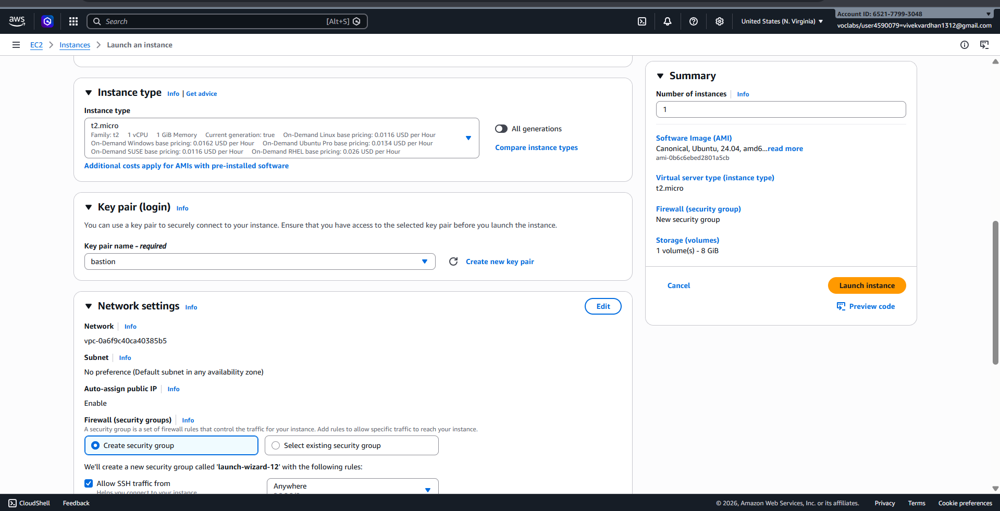 aws
Search [Alt+S]
United States (N. Virginia)
Account ID: 6521-7799-3048
voclabs/user4590079=vivekvardhan1312@gmail.com
EC2 Instances Launch an instance
Instance type Info | Get advice
Instance type
t2.micro
Family: t2 1 vCPU 1 GiB Memory Current generation: true On-Demand Linux base pricing: 0.0116 USD per Hour
On-Demand Windows base pricing: 0.0162 USD per Hour On-Demand Ubuntu Pro base pricing: 0.0134 USD per Hour
On-Demand SUSE base pricing: 0.0116 USD per Hour On-Demand RHEL base pricing: 0.026 USD per Hour
All generations
Compare instance types
Additional costs apply for AMIs with pre-installed software
Key pair (login) Info
You can use a key pair to securely connect to your instance. Ensure that you have access to the selected key pair before you launch the instance.
Key pair name - required
bastion
Create new key pair
Network settings Info
Edit
Network Info
vpc-0a6f9c40ca40385b5
Subnet Info
No preference (Default subnet in any availability zone)
Auto-assign public IP Info
Enable
Firewall (security groups) Info
A security group is a set of firewall rules that control the traffic for your instance. Add rules to allow specific traffic to reach your instance.
Create security group
Select existing security group
We'll create a new security group called 'launch-wizard-12' with the following rules:
Allow SSH traffic from
Helps you connect to your instance
Anywhere
Summary
Number of instances Info
1
Software Image (AMI)
Canonical, Ubuntu, 24.04, amd6...read more
ami-0b6c6ebed2801a5cb
Virtual server type (instance type)
t2.micro
Firewall (security group)
New security group
Storage (volumes)
1 volume(s) - 8 GiB
Cancel
Launch instance
Preview code
CloudShell Feedback
© 2026, Amazon Web Services, Inc. or its affiliates. Privacy Terms Cookie preferences